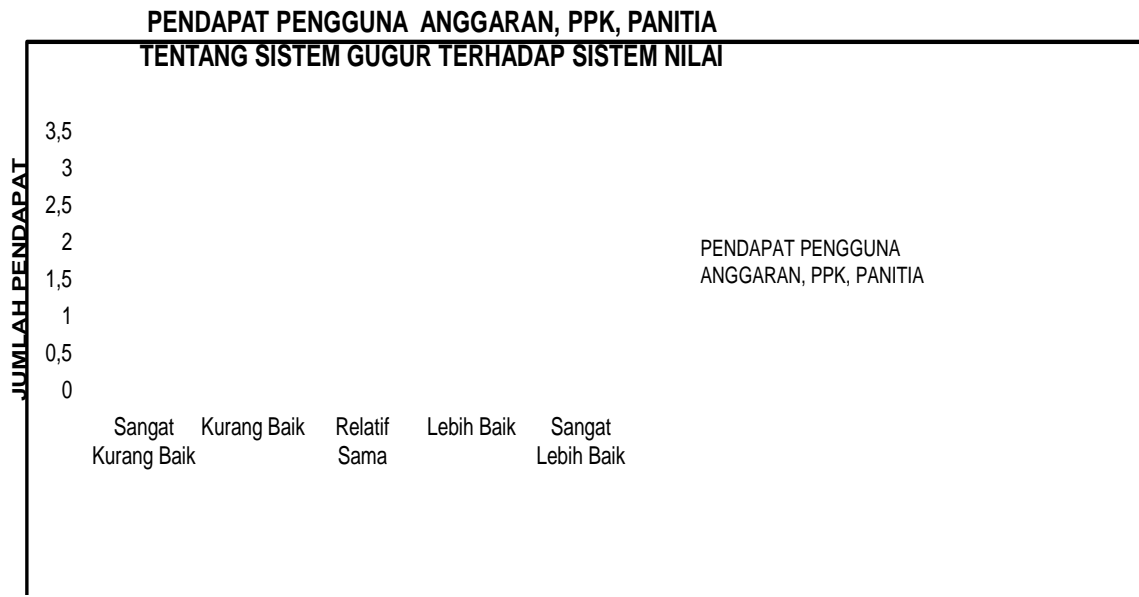 PENDAPAT PENGGUNA ANGGARAN, PPK, PANITIA
TENTANG SISTEM GUGUR TERHADAP SISTEM NILAI
JUMLAH PENDAPAT
3,5
3
2,5
2
1,5
1
0,5
0
Sangat
Kurang Baik
Kurang Baik
Relatif
Sama
Lebih Baik
Sangat
Lebih Baik
PENDAPAT PENGGUNA
ANGGARAN, PPK, PANITIA